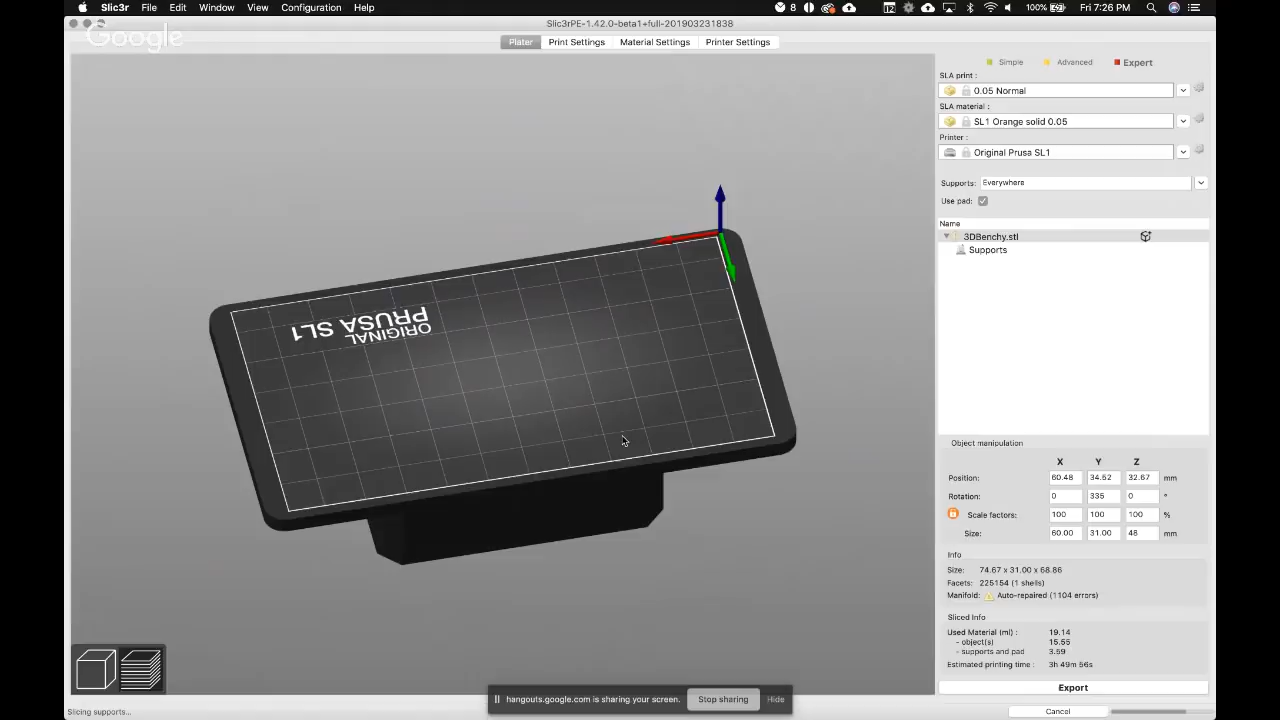 Slic3r File Edit Window View Configuration Help 8 12 100% Fri 7:26 PM
Slic3rPE-1.42.0-beta1+full-201903231838
Google
Plater Print Settings Material Settings Printer Settings
Simple Advanced Expert
SLA print :
0.05 Normal
SLA material :
SL1 Orange solid 0.05
Printer :
Original Prusa SL1
Supports: Everywhere
Use pad:
Name
3DBenchy.stl
Supports
ORIGINAL
PRUSA SL1
Object manipulation
X Y Z
Position: 60.48 34.52 32.67 mm
Rotation: 0 335 0 °
Scale factors: 100 100 100 %
Size: 60.00 31.00 48 mm
Info
Size: 74.67 x 31.00 x 68.86
Facets: 225154 (1 shells)
Manifold: Auto-repaired (1104 errors)
Sliced Info
Used Material (ml) : 19.14
- object(s) 15.55
- supports and pad 3.59
Estimated printing time : 3h 49m 56s
Export
hangouts.google.com is sharing your screen. Stop sharing Hide
Slicing supports... Cancel